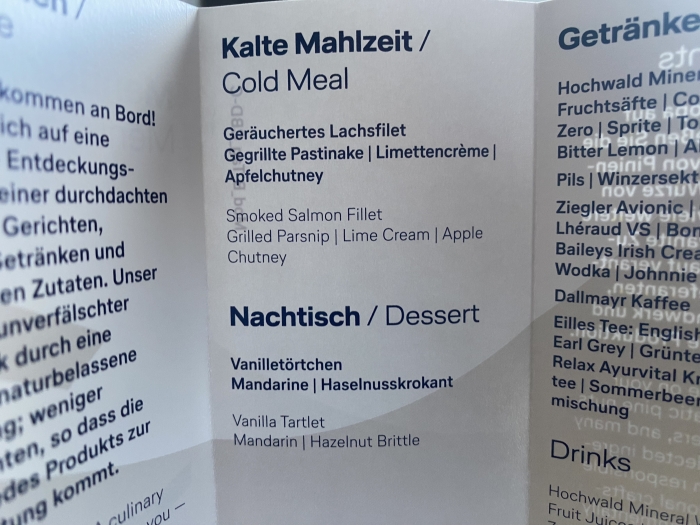 kommen an Bord!
ich auf eine
Entdeckungs-
einer durchdachten
Gerichten,
etränken und
en Zutaten. Unser
unverfälschter
k durch eine
naturbelassene
g; weniger
ten, so dass die
des Produkts zur
tung kommt.
culinary
you —
Kalte Mahlzeit /
Cold Meal
Geräuchertes Lachsfilet
Gegrillte Pastinake | Limettencrème |
Apfelchutney
Smoked Salmon Fillet
Grilled Parsnip | Lime Cream | Apple
Chutney
Nachtisch / Dessert
Vanilletörtchen
Mandarine | Haselnusskrokant
Vanilla Tartlet
Mandarin | Hazelnut Brittle
Getränke
Hochwald Miner
Fruchtsäfte | Co
Zero | Sprite | To
Bitter Lemon |
Pils | Winzersekt
Ziegler Avionic |
Lhéraud VS | Bom
Baileys Irish Crea
Wodka | Johnnie
Dallmayr Kaffee
Eilles Tee: English
Earl Grey | Grünte
Relax Ayurvital Kr
tee | Sommerbeer
mischung
Drinks
Hochwald Mineral
Fruit Juice